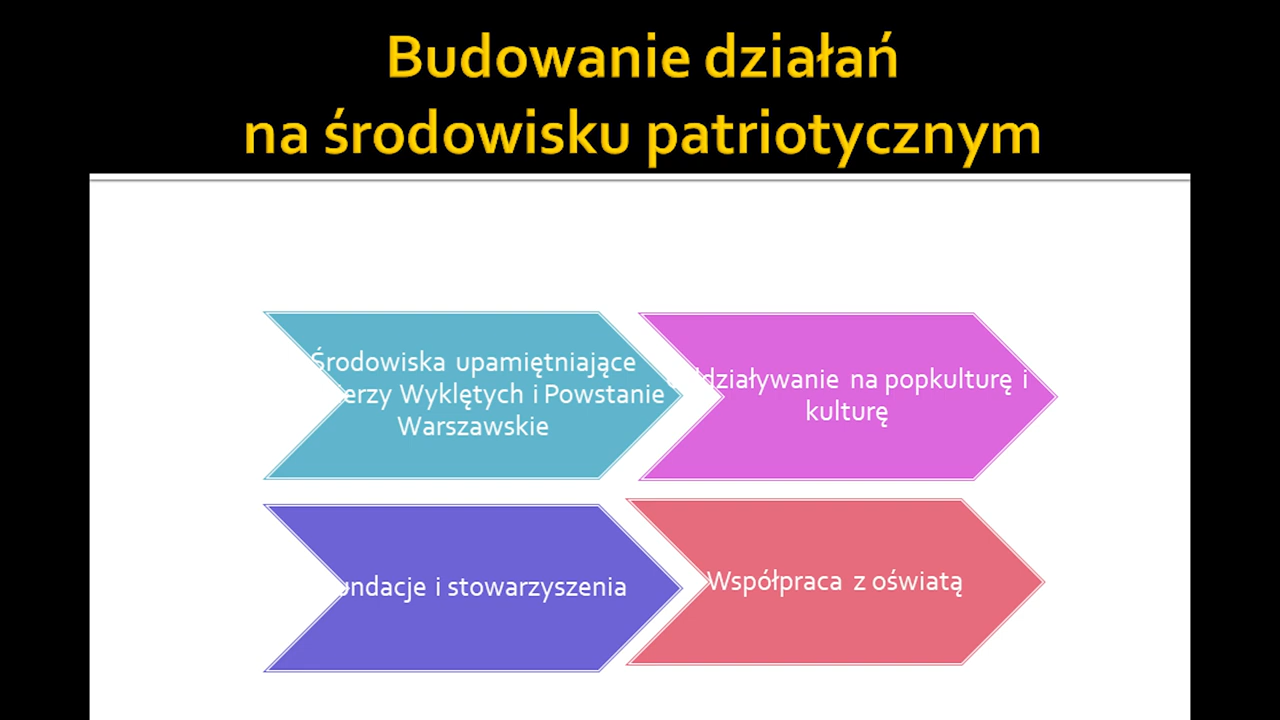 Budowanie działań
na środowisku patriotycznym
Środowiska upamiętniające
Wyklętych i Powstanie
Warszawskie
na popkulturę i
kulturę
i stowarzyszenia
Współpraca z oświatą